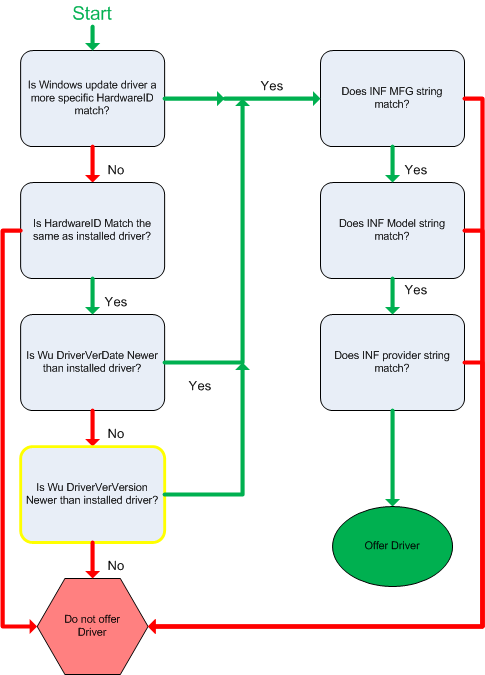 Start
Is Windows update driver a
more specific HardwareID
match?
Yes
Does INF MFG string
match?
No
Yes
Is HardwareID Match the
same as installed driver?
Does INF Model string
match?
Yes
Yes
Is Wu DriverVerDate Newer
than installed driver?
Does INF provider string
match?
Yes
No
Is Wu DriverVerVersion
Newer than installed driver?
Offer Driver
No
Do not offer
Driver